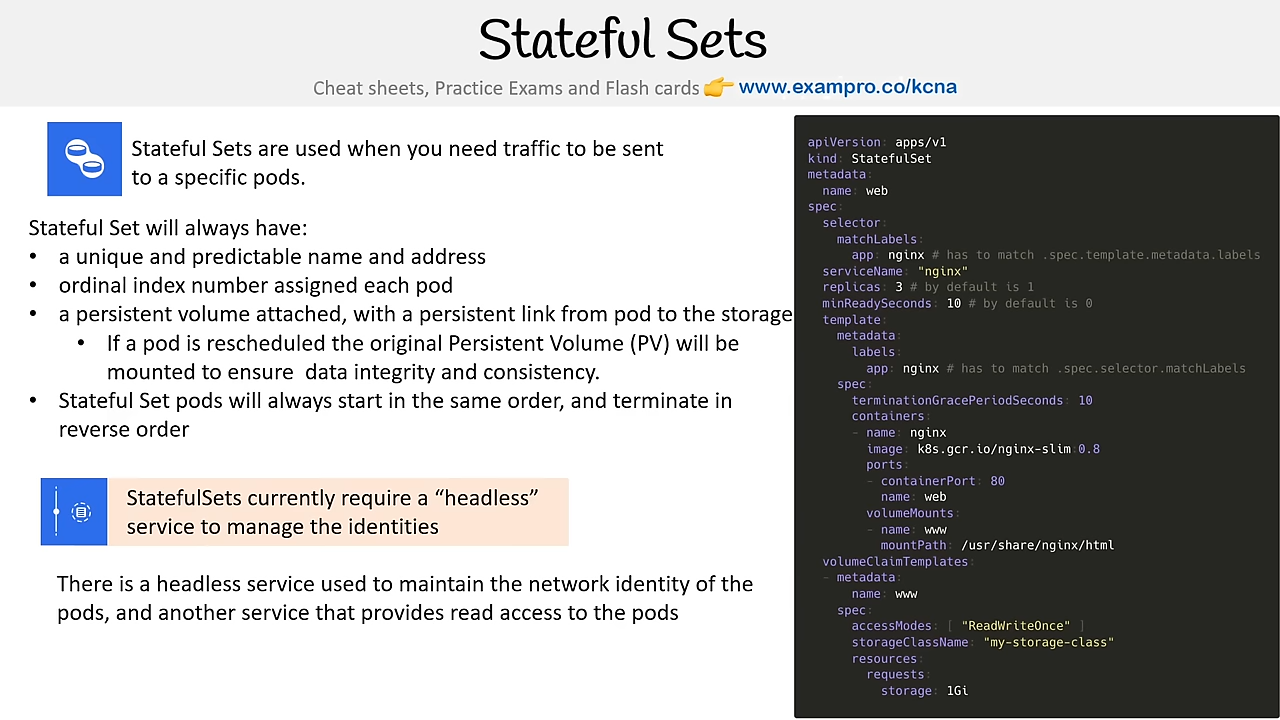 Stateful Sets
Cheat sheets, Practice Exams and Flash cards 👉 www.exampro.co/kcna
Stateful Sets are used when you need traffic to be sent
to a specific pods.
Stateful Set will always have:
• a unique and predictable name and address
• ordinal index number assigned each pod
• a persistent volume attached, with a persistent link from pod to the storage
• If a pod is rescheduled the original Persistent Volume (PV) will be
mounted to ensure data integrity and consistency.
• Stateful Set pods will always start in the same order, and terminate in
reverse order
StatefulSets currently require a “headless”
service to manage the identities
There is a headless service used to maintain the network identity of the
pods, and another service that provides read access to the pods
apiVersion: apps/v1
kind: StatefulSet
metadata:
  name: web
spec:
  selector:
    matchLabels:
      app: nginx # has to match .spec.template.metadata.labels
  serviceName: "nginx"
  replicas: 3 # by default is 1
  minReadySeconds: 10 # by default is 0
  template:
    metadata:
      labels:
        app: nginx # has to match .spec.selector.matchLabels
    spec:
      terminationGracePeriodSeconds: 10
      containers:
      - name: nginx
        image: k8s.gcr.io/nginx-slim:0.8
        ports:
        - containerPort: 80
          name: web
        volumeMounts:
        - name: www
          mountPath: /usr/share/nginx/html
  volumeClaimTemplates:
  - metadata:
      name: www
    spec:
      accessModes: [ "ReadWriteOnce" ]
      storageClassName: "my-storage-class"
      resources:
        requests:
          storage: 1Gi